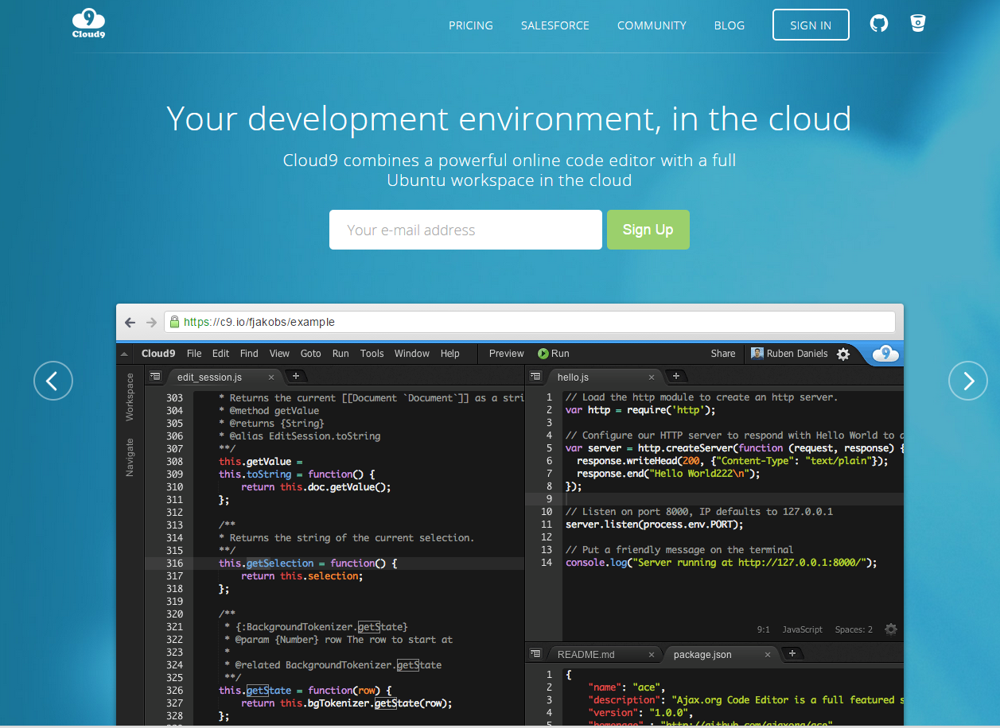 9
Cloud9
PRICING SALESFORCE COMMUNITY BLOG SIGN IN
Your development environment, in the cloud
Cloud9 combines a powerful online code editor with a full
Ubuntu workspace in the cloud
Your e-mail address Sign Up
https://c9.io/fjakobs/example
Cloud9 File Edit Find View Goto Run Tools Window Help Preview Run Share Ruben Daniels 9
Workspace
Navigate
edit_session.js × +
303 * Returns the current [[Document `Document`]] as a stri
304 * @method getValue
305 * @returns {String}
306 * @alias EditSession.toString
307 **/
308 this.getValue =
309 this.toString = function() {
310 return this.doc.getValue();
311 };
312
313 /**
314 * Returns the string of the current selection.
315 **/
316 this.getSelection = function() {
317 return this.selection;
318 };
319
320 /**
321 * {:BackgroundTokenizer.getState}
322 * @param {Number} row The row to start at
323 *
324 * @related BackgroundTokenizer.getState
325 **/
326 this.getState = function(row) {
327 return this.bgTokenizer.getState(row);
328 };
hello.js × +
1 // Load the http module to create an http server.
2 var http = require('http');
3
4 // Configure our HTTP server to respond with Hello World to
5 var server = http.createServer(function (request, response) {
6 response.writeHead(200, {"Content-Type": "text/plain"});
7 response.end("Hello World222\n");
8 });
9
10 // Listen on port 8000, IP defaults to 127.0.0.1
11 server.listen(process.env.PORT);
12
13 // Put a friendly message on the terminal
14 console.log("Server running at http://127.0.0.1:8000/");
9:1 JavaScript Spaces: 2
README.md × package.json × +
1 {
2 "name": "ace",
3 "description": "Ajax.org Code Editor is a full featured s
4 "version": "1.0.0",
5 "homepage" : "http://github.com/ajaxorg/ace",